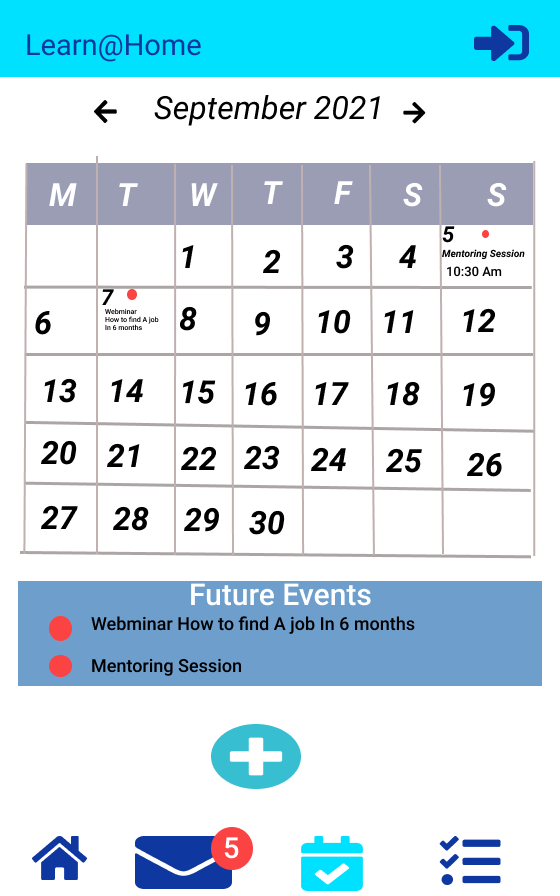 Learn@Home
September 2021
M T W T F S S
1 2 3 4 5
Mentoring Session
10:30 Am
6 7 8 9 10 11 12
Webminar
How to find A job
In 6 months
13 14 15 16 17 18 19
20 21 22 23 24 25 26
27 28 29 30
Future Events
Webminar How to find A job In 6 months
Mentoring Session
5